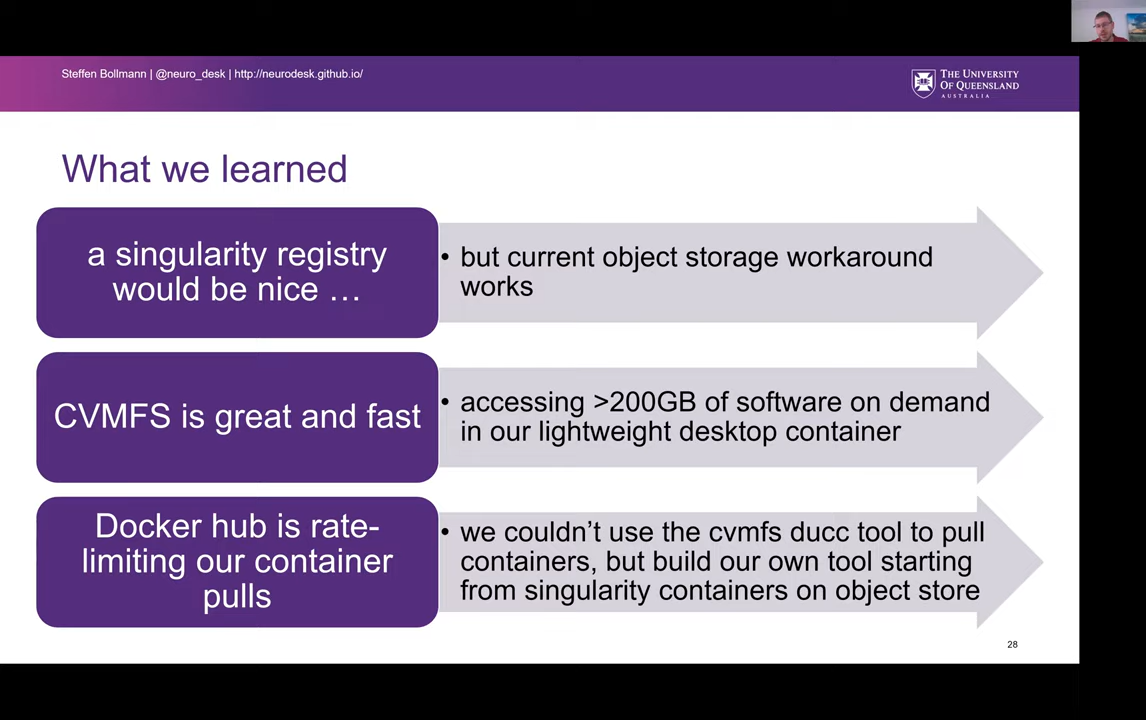 Steffen Bollmann | @neuro_desk | http://neurodesk.github.io/
THE UNIVERSITY
OF QUEENSLAND
AUSTRALIA
What we learned
a singularity registry
would be nice …
• but current object storage workaround
works
CVMFS is great and fast
• accessing >200GB of software on demand
in our lightweight desktop container
Docker hub is rate-
limiting our container
pulls
• we couldn’t use the cvmfs ducc tool to pull
containers, but build our own tool starting
from singularity containers on object store
28